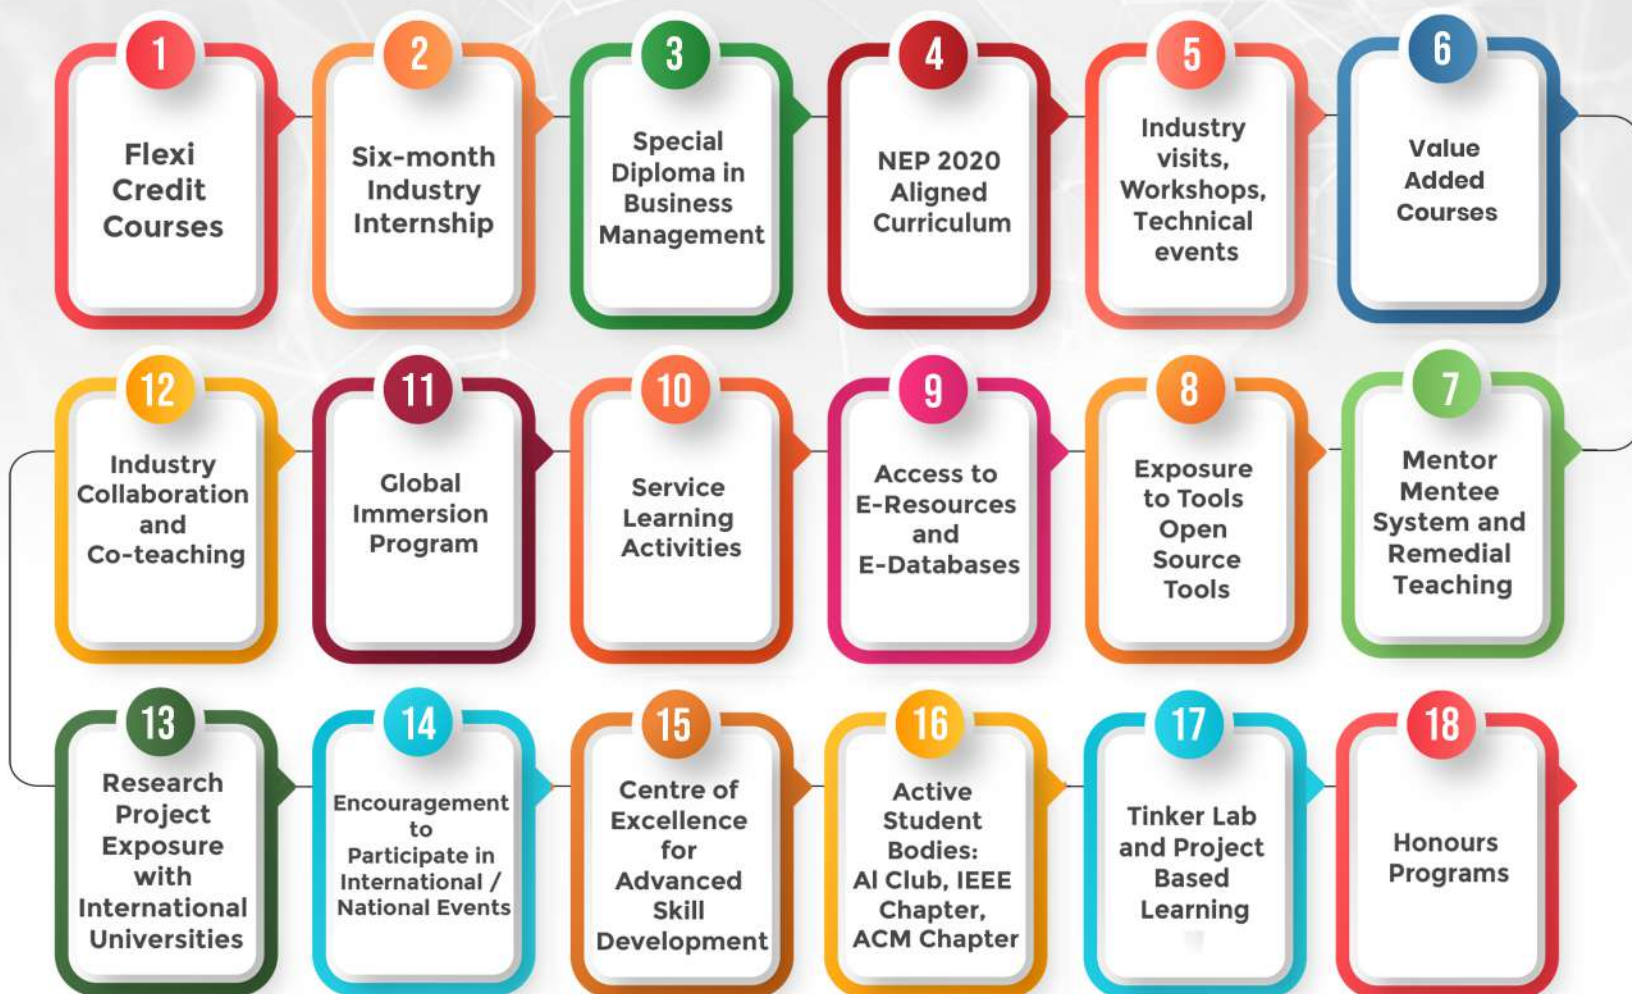 1
Flexi
Credit
Courses
2
Six-month
Industry
Internship
3
Special
Diploma in
Business
Management
4
NEP 2020
Aligned
Curriculum
5
Industry
visits,
Workshops,
Technical
events
6
Value
Added
Courses
7
Mentor
Mentee
System and
Remedial
Teaching
8
Exposure
to Tools
Open
Source
Tools
9
Access to
E-Resources
and
E-Databases
10
Service
Learning
Activities
11
Global
Immersion
Program
12
Industry
Collaboration
and
Co-teaching
13
Research
Project
Exposure
with
International
Universities
14
Encouragement
to
Participate in
International /
National Events
15
Centre of
Excellence
for
Advanced
Skill
Development
16
Active
Student
Bodies:
AI Club, IEEE
Chapter,
ACM Chapter
17
Tinker Lab
and Project
Based
Learning
18
Honours
Programs